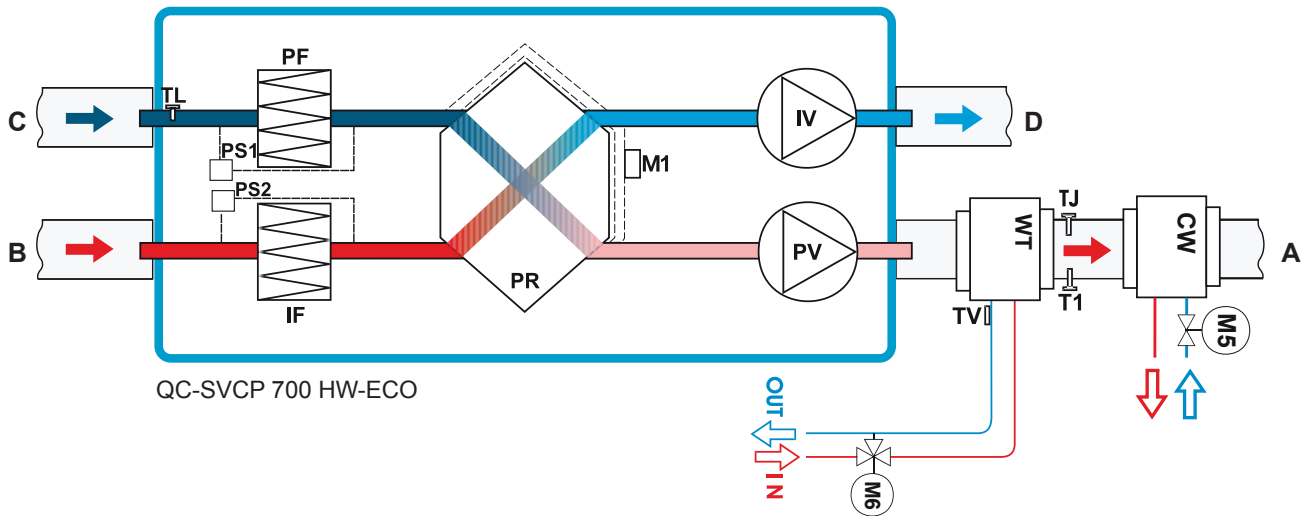 PF
TL
C
IV
D
PS1
M1
PS2
TJ
WT
CW
B
PV
A
PR
T1
IF
TV
M5
QC-SVCP 700 HW-ECO
OUT
IN
M6